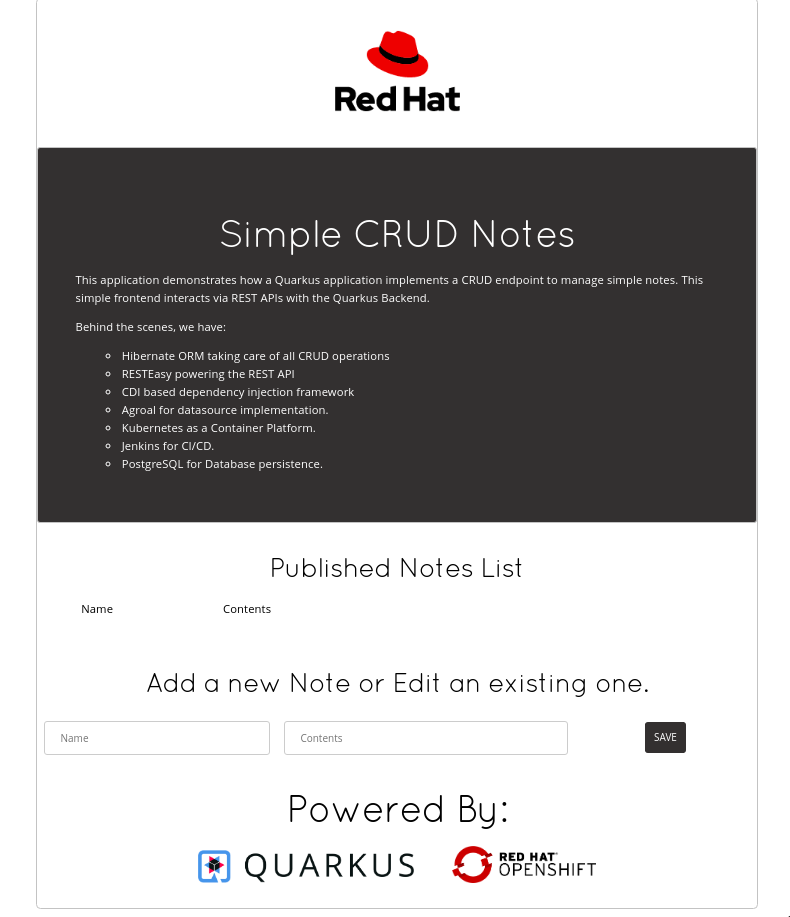 Red Hat
Simple CRUD Notes
This application demonstrates how a Quarkus application implements a CRUD endpoint to manage simple notes. This
simple frontend interacts via REST APIs with the Quarkus Backend.
Behind the scenes, we have:
Hibernate ORM taking care of all CRUD operations
RESTEasy powering the REST API
CDI based dependency injection framework
Agroal for datasource implementation.
Kubernetes as a Container Platform.
Jenkins for CI/CD.
PostgreSQL for Database persistence.
Published Notes List
Name Contents
Add a new Note or Edit an existing one.
Name Contents SAVE
Powered By:
QUARKUS RED HAT
OPENSHIFT